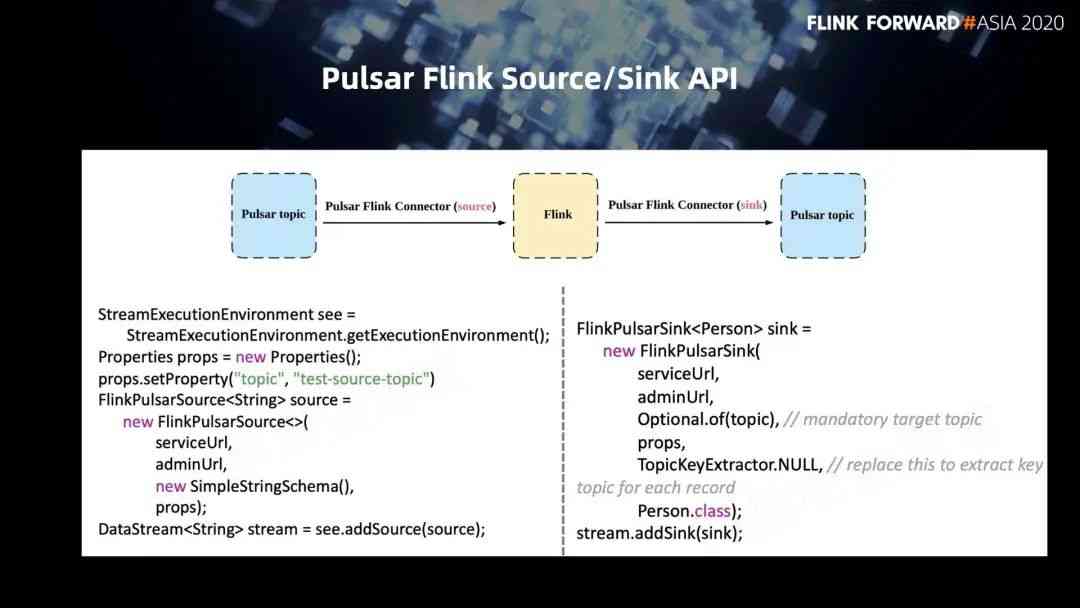 FLINK FORWARD#ASIA 2020
Pulsar Flink Source/Sink API
Pulsar topic
Pulsar Flink Connector (source)
Flink
Pulsar Flink Connector (sink)
Pulsar topic
StreamExecutionEnvironment see =
StreamExecutionEnvironment.getExecutionEnvironment();
Properties props = new Properties();
props.setProperty("topic", "test-source-topic")
FlinkPulsarSource<String> source =
new FlinkPulsarSource<>(
serviceUrl,
adminUrl,
new SimpleStringSchema(),
props);
DataStream<String> stream = see.addSource(source);
FlinkPulsarSink<Person> sink =
new FlinkPulsarSink(
serviceUrl,
adminUrl,
Optional.of(topic), // mandatory target topic
props,
TopicKeyExtractor.NULL, // replace this to extract key
topic for each record
Person.class);
stream.addSink(sink);